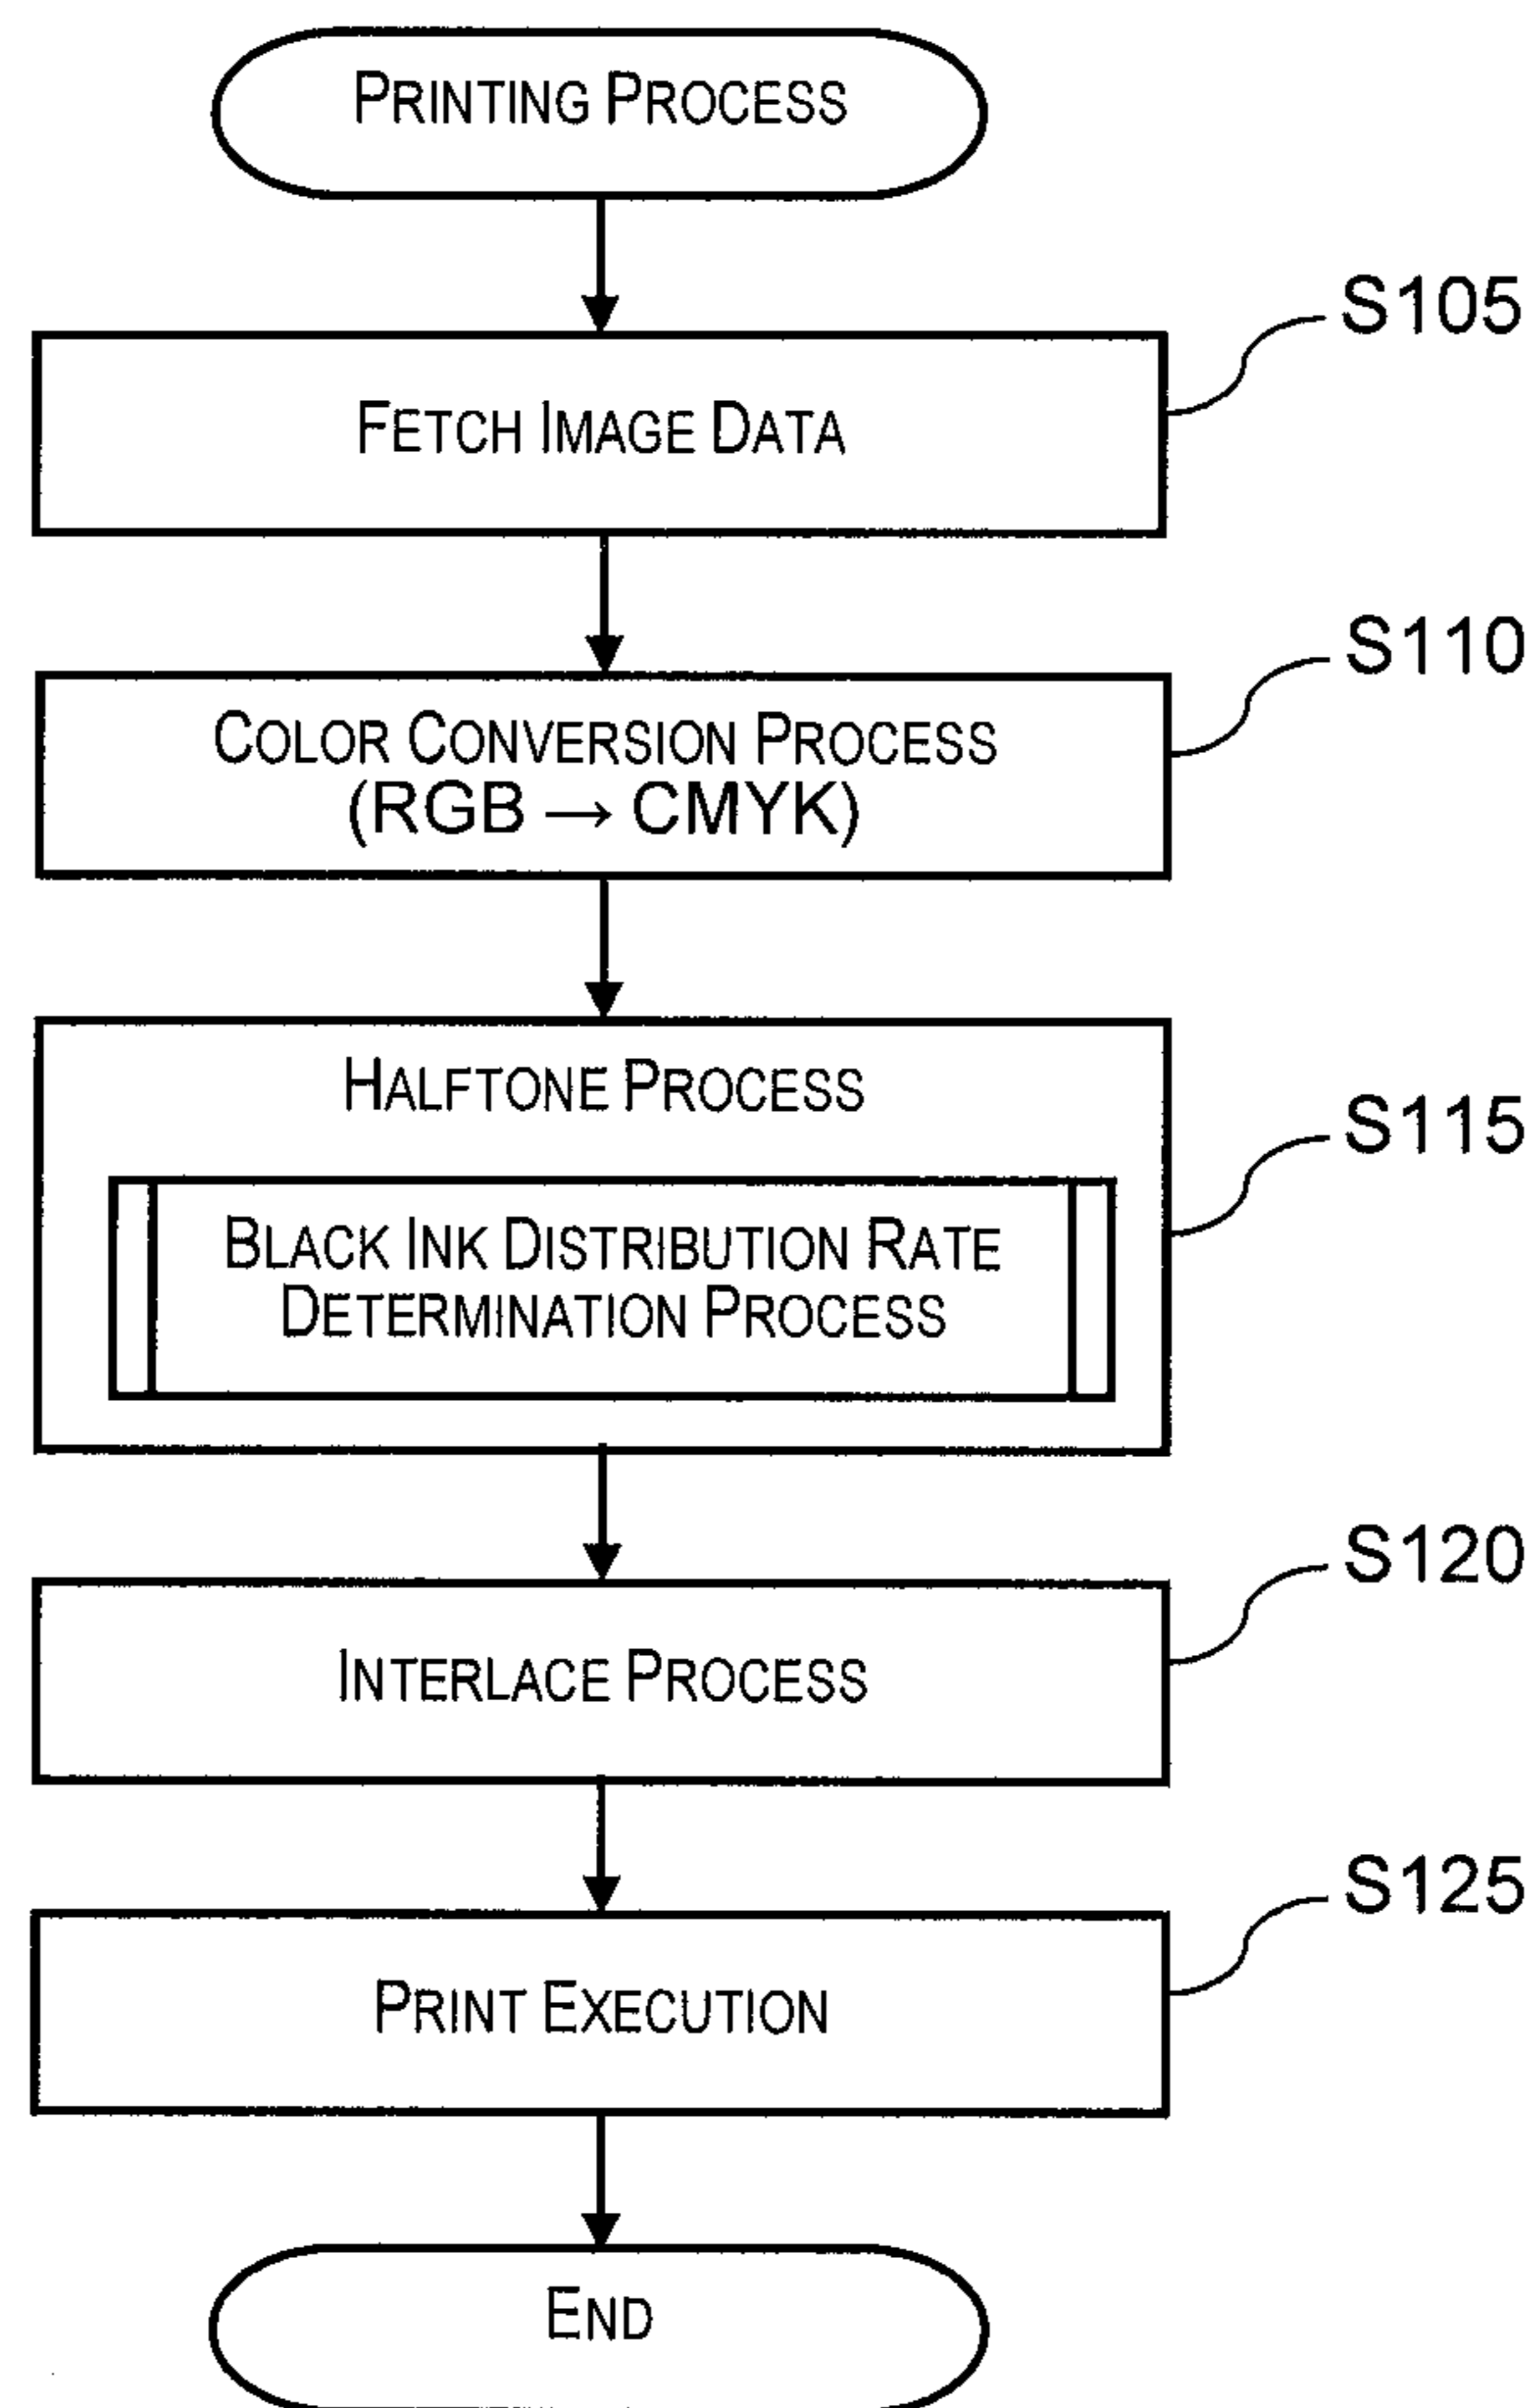 PRINTING PROCESS
S105
FETCH IMAGE DATA
S110
COLOR CONVERSION PROCESS
(RGB → CMYK)
HALFTONE PROCESS
S115
BLACK INK DISTRIBUTION RATE
DETERMINATION PROCESS
S120
INTERLACE PROCESS
S125
PRINT EXECUTION
END